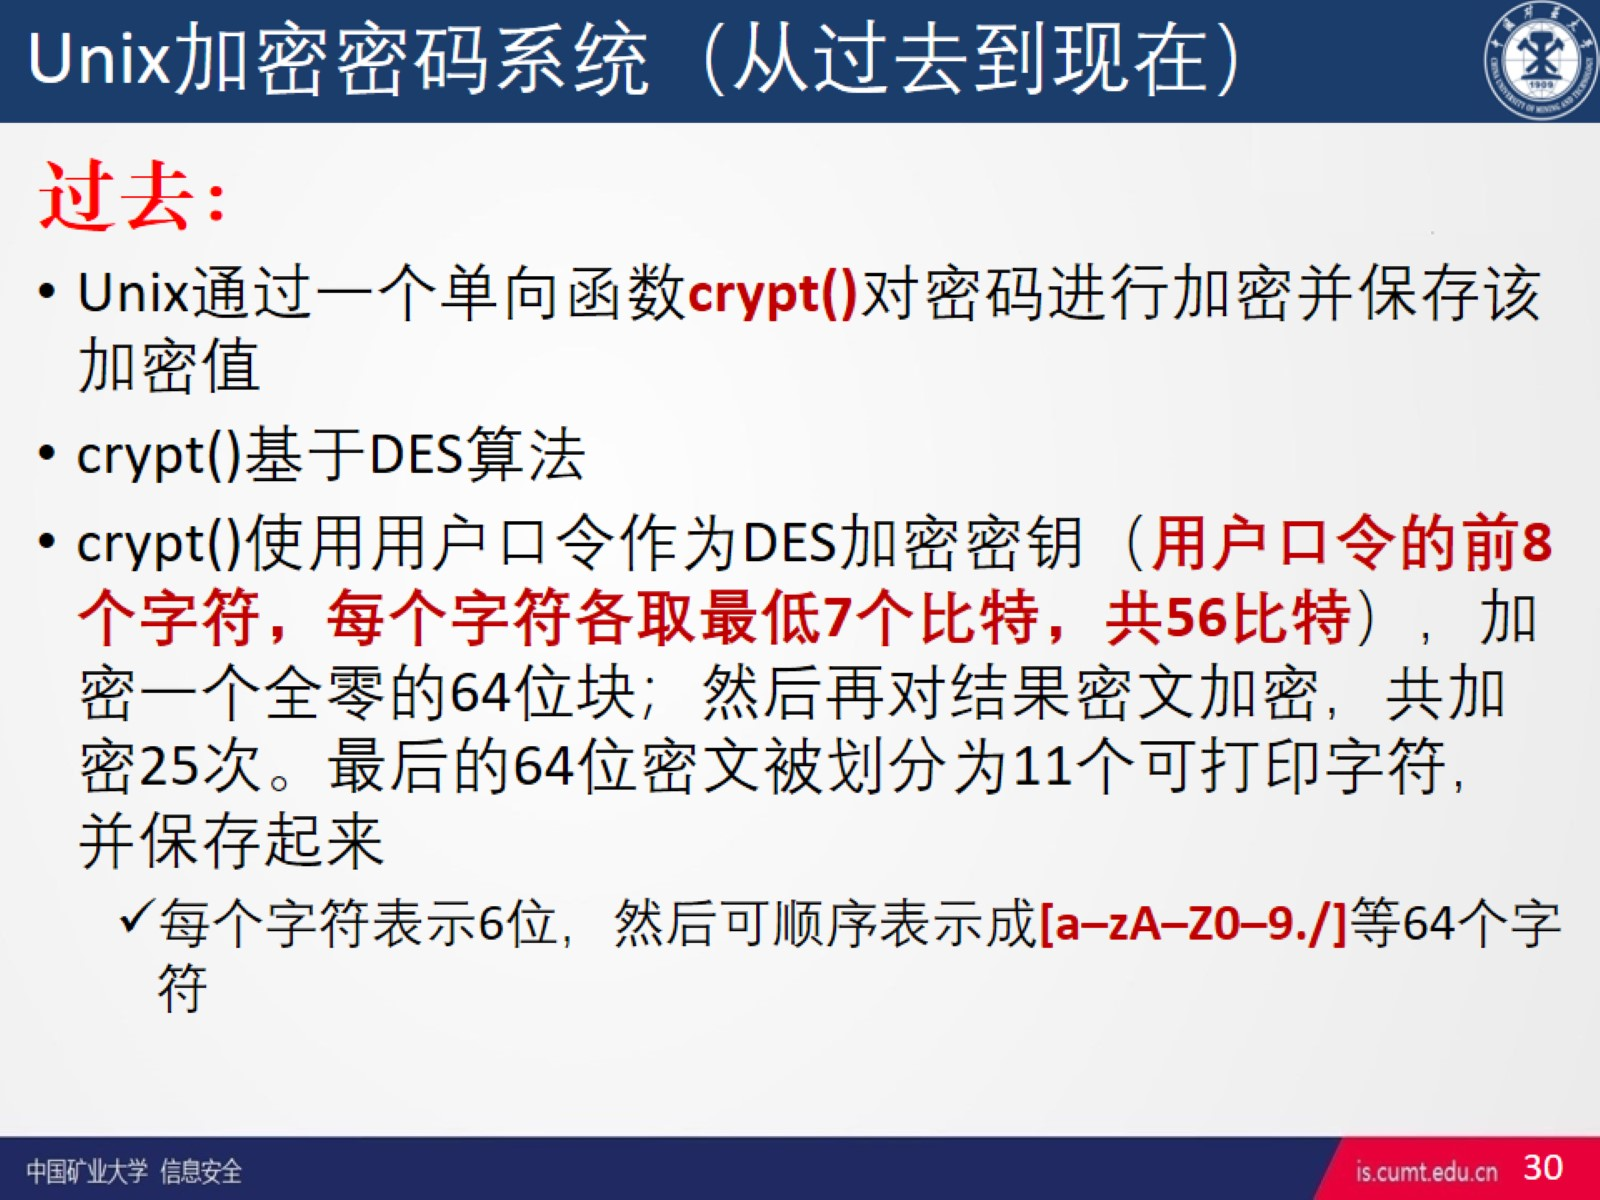 Unix加密密码系统（从过去到现在）
过去：
• Unix通过一个单向函数crypt()对密码进行加密并保存该
加密值
• crypt()基于DES算法
• crypt()使用用户口令作为DES加密密钥（用户口令的前8
个字符，每个字符各取最低7个比特，共56比特），加
密一个全零的64位块；然后再对结果密文加密，共加
密25次。最后的64位密文被划分为11个可打印字符，
并保存起来
✓每个字符表示6位，然后可顺序表示成[a–zA–Z0–9./]等64个字
符
中国矿业大学 信息安全
is.cumt.edu.cn 30
1909
CHINA UNIVERSITY OF MINING AND TECHNOLOGY